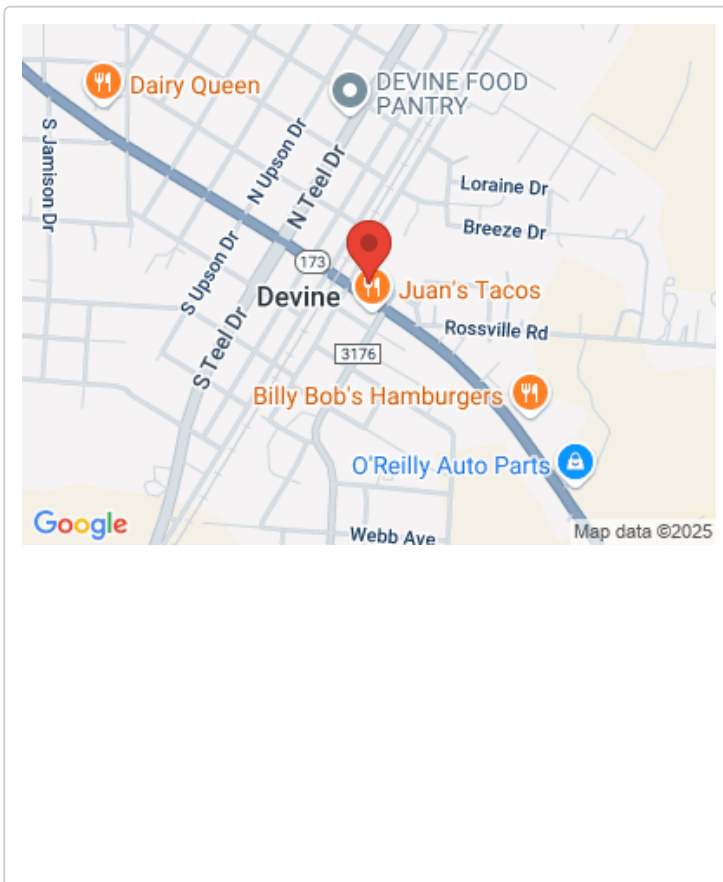 Dairy Queen
DEVINE FOOD
PANTRY
S Jamison Dr
N Upson Dr
N Teel Dr
Loraine Dr
Breeze Dr
S Upson Dr
173
Devine
Juan's Tacos
Rossville Rd
S Teel Dr
3176
Billy Bob's Hamburgers
O'Reilly Auto Parts
Google
Webb Ave
Map data ©2025